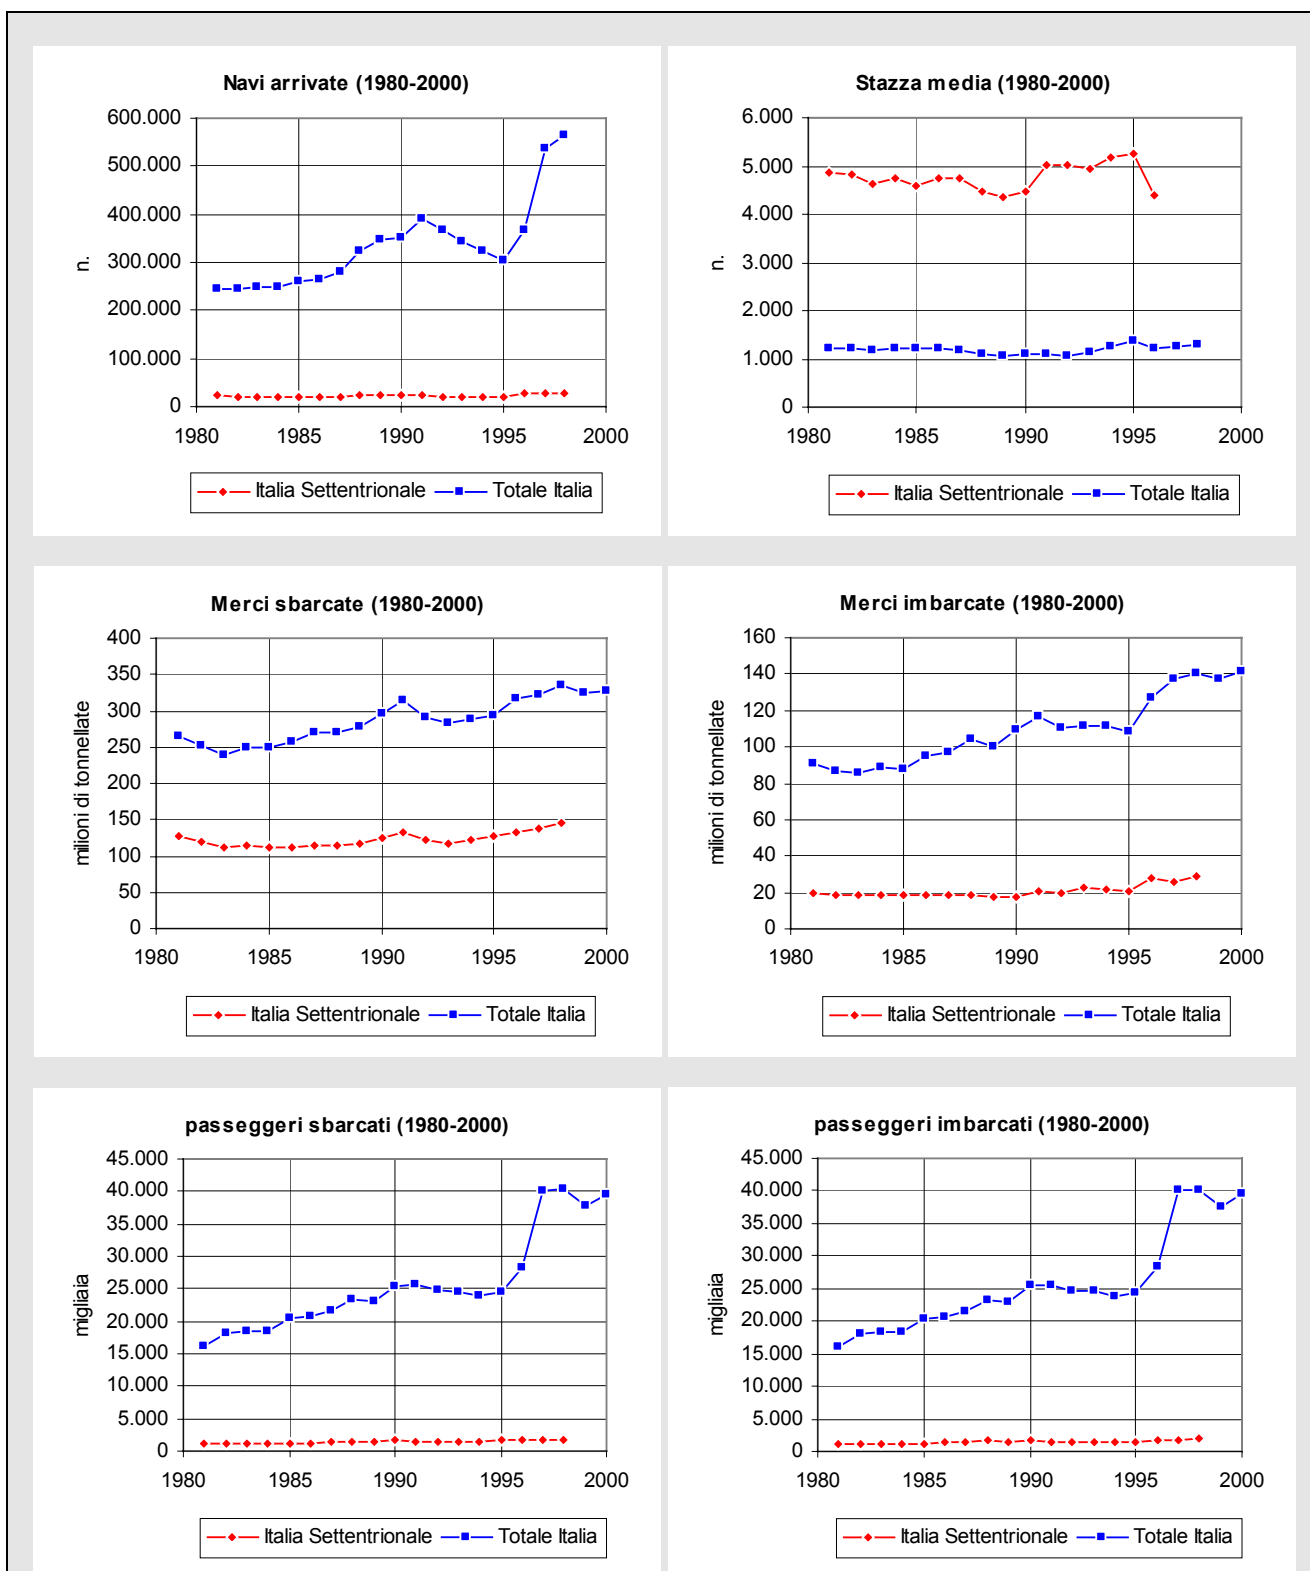 Navi arrivate (1980-2000)
600.000
500.000
400.000
300.000
200.000
100.000
0
n.
1980 1985 1990 1995 2000
Italia Settentrionale Totale Italia
Stazza media (1980-2000)
6.000
5.000
4.000
3.000
2.000
1.000
0
n.
1980 1985 1990 1995 2000
Italia Settentrionale Totale Italia
Merci sbarcate (1980-2000)
400
350
300
250
200
150
100
50
0
milioni di tonnellate
1980 1985 1990 1995 2000
Italia Settentrionale Totale Italia
Merci imbarcate (1980-2000)
160
140
120
100
80
60
40
20
0
milioni di tonnellate
1980 1985 1990 1995 2000
Italia Settentrionale Totale Italia
passeggeri sbarcati (1980-2000)
45.000
40.000
35.000
30.000
25.000
20.000
15.000
10.000
5.000
0
migliaia
1980 1985 1990 1995 2000
Italia Settentrionale Totale Italia
passeggeri imbarcati (1980-2000)
45.000
40.000
35.000
30.000
25.000
20.000
15.000
10.000
5.000
0
migliaia
1980 1985 1990 1995 2000
Italia Settentrionale Totale Italia